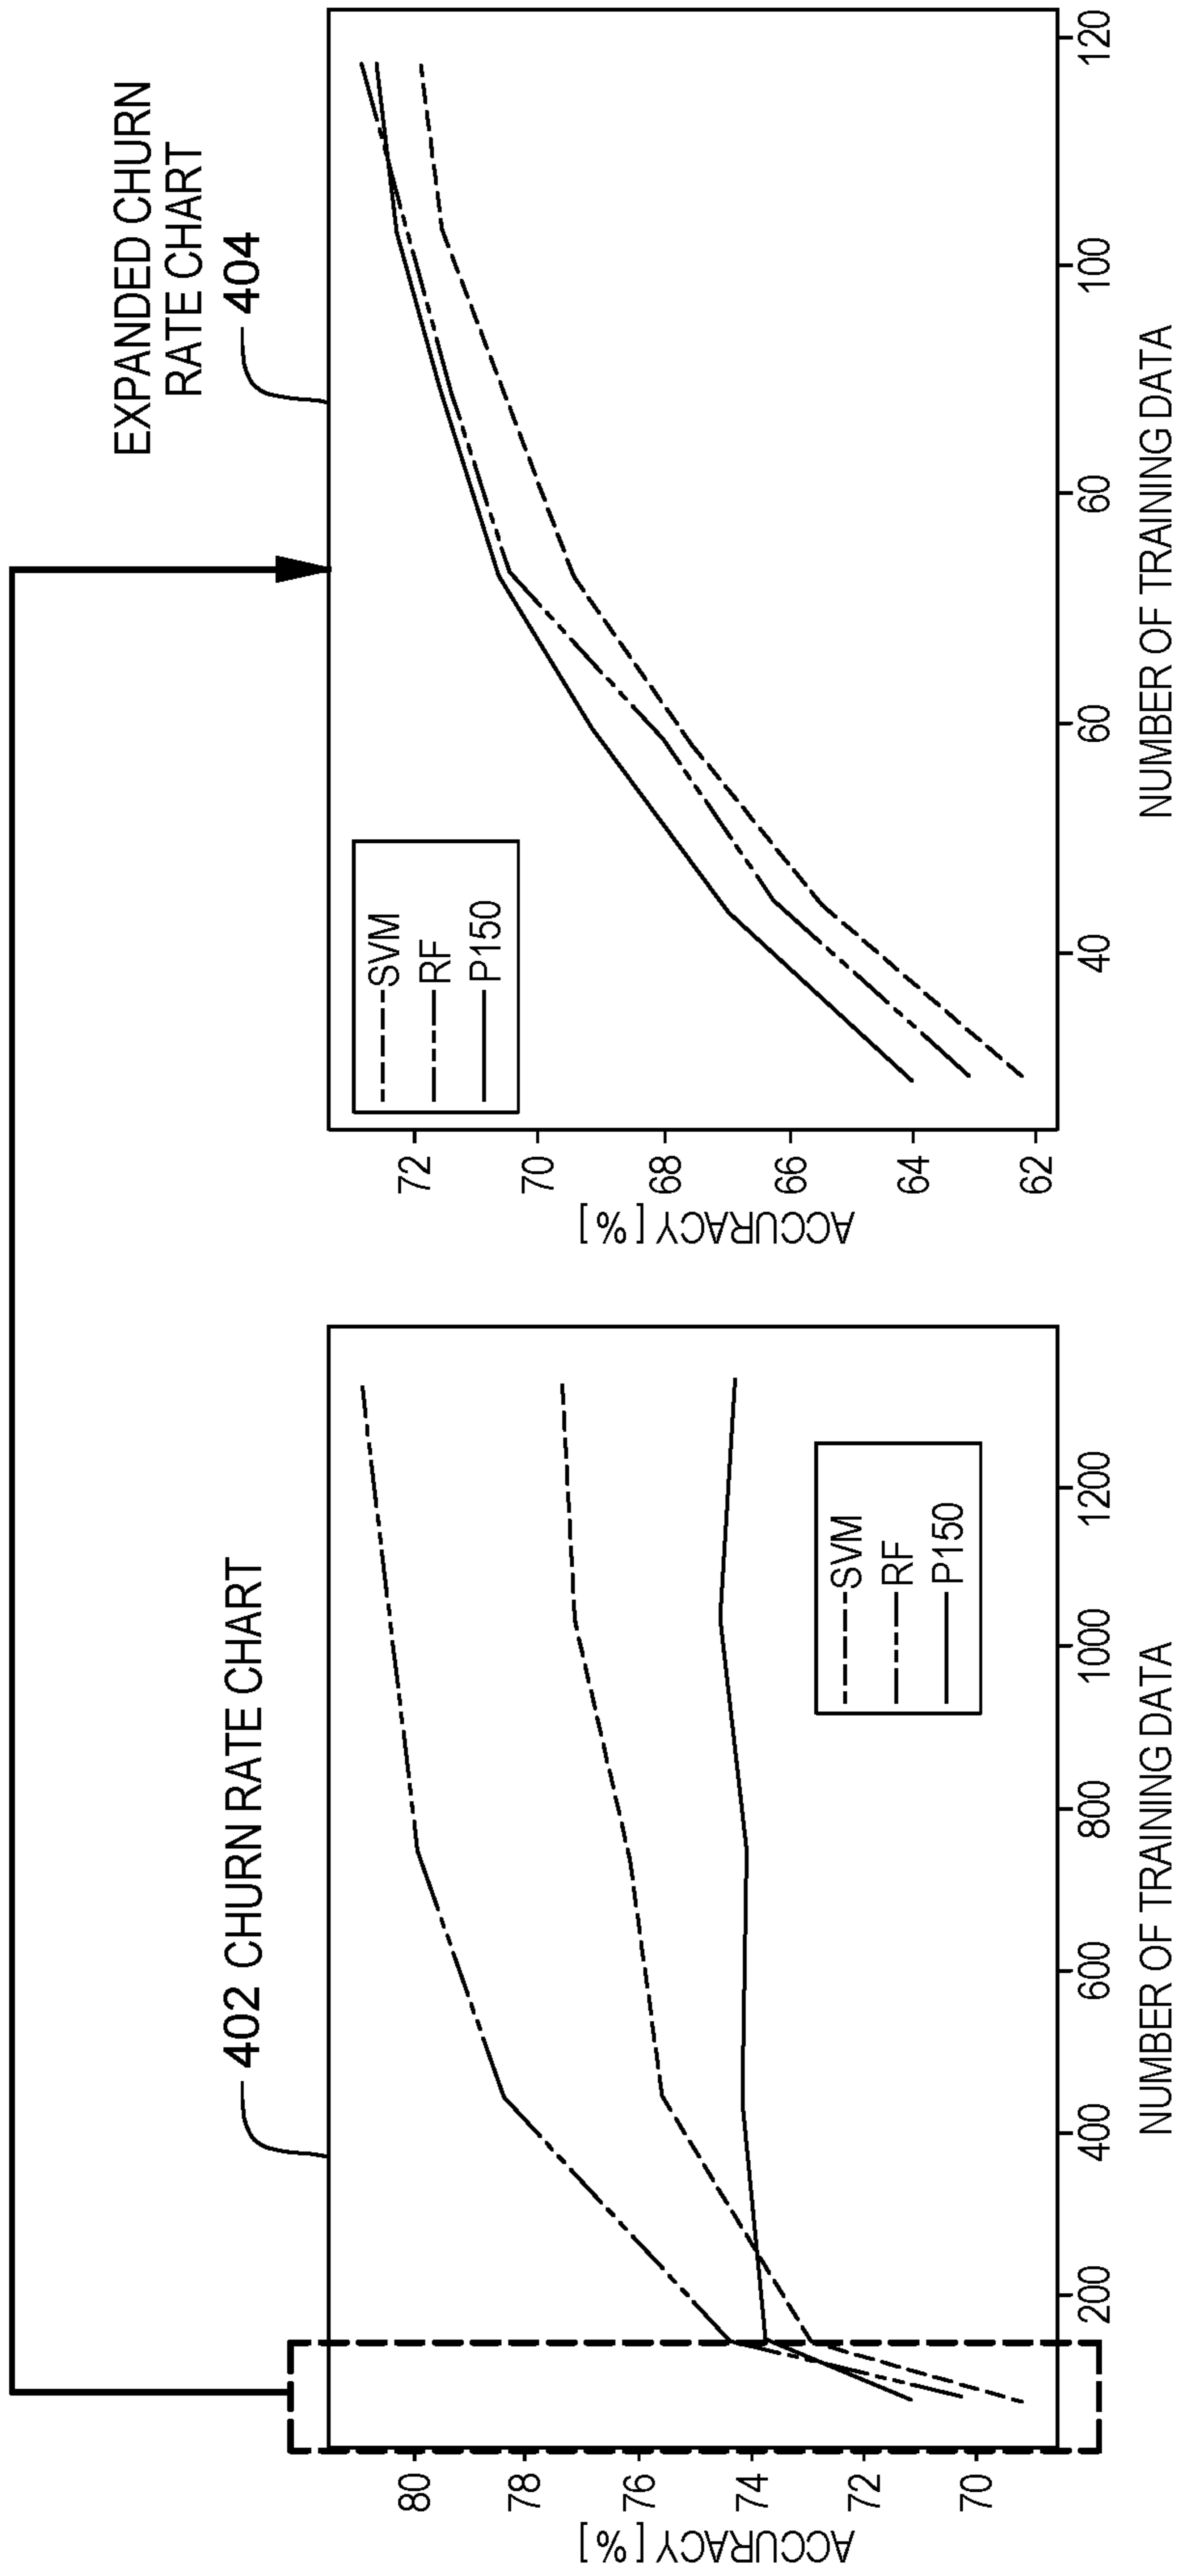 402 CHURN RATE CHART
ACCURACY [%]
80
78
76
74
72
70
SVM
RF
P150
200
400
600
800
1000
1200
NUMBER OF TRAINING DATA
EXPANDED CHURN
RATE CHART
404
ACCURACY [%]
72
70
68
66
64
62
SVM
RF
P150
40
60
60
100
120
NUMBER OF TRAINING DATA